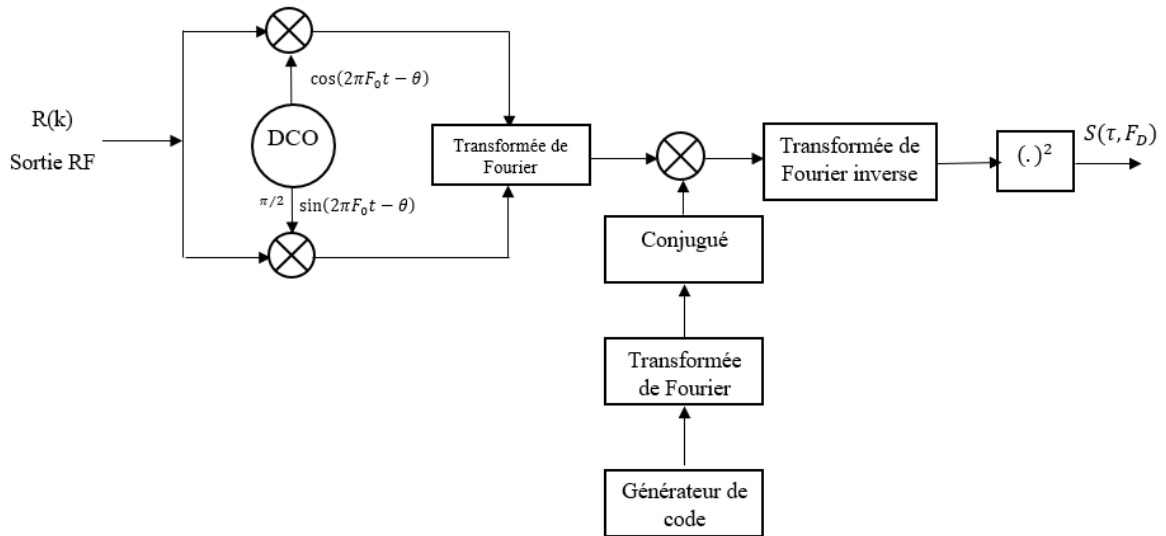 R(k)
Sortie RF
cos(2πF₀t − θ)
DCO
π/2
sin(2πF₀t − θ)
Transformée de
Fourier
Transformée de
Fourier inverse
(.)²
S(τ, F_D)
Conjugué
Transformée
de Fourier
Générateur de
code